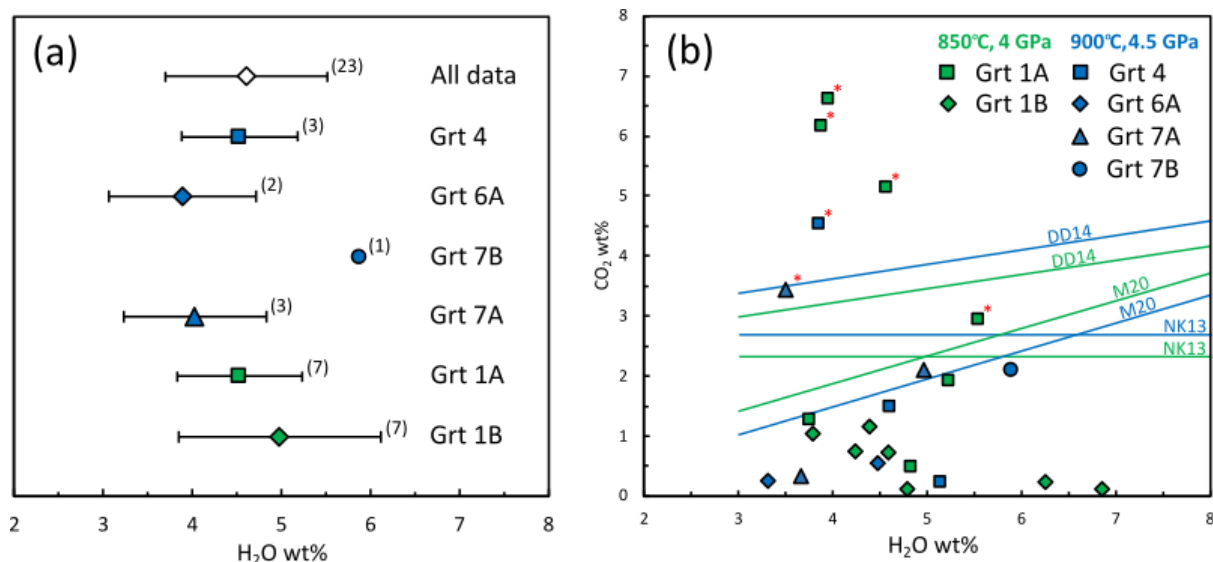 (a)
(23)
All data
(3)
Grt 4
(2)
Grt 6A
(1)
Grt 7B
(3)
Grt 7A
(7)
Grt 1A
(7)
Grt 1B
2 3 4 5 6 7 8
H₂O wt%
(b)
850℃, 4 GPa
900℃,4.5 GPa
Grt 1A
Grt 4
Grt 1B
Grt 6A
Grt 7A
Grt 7B
8
7
6
5
4
3
2
1
0
CO₂ wt%
*
*
*
*
*
*
DD14
DD14
M20
M20
NK13
NK13
2 3 4 5 6 7 8
H₂O wt%